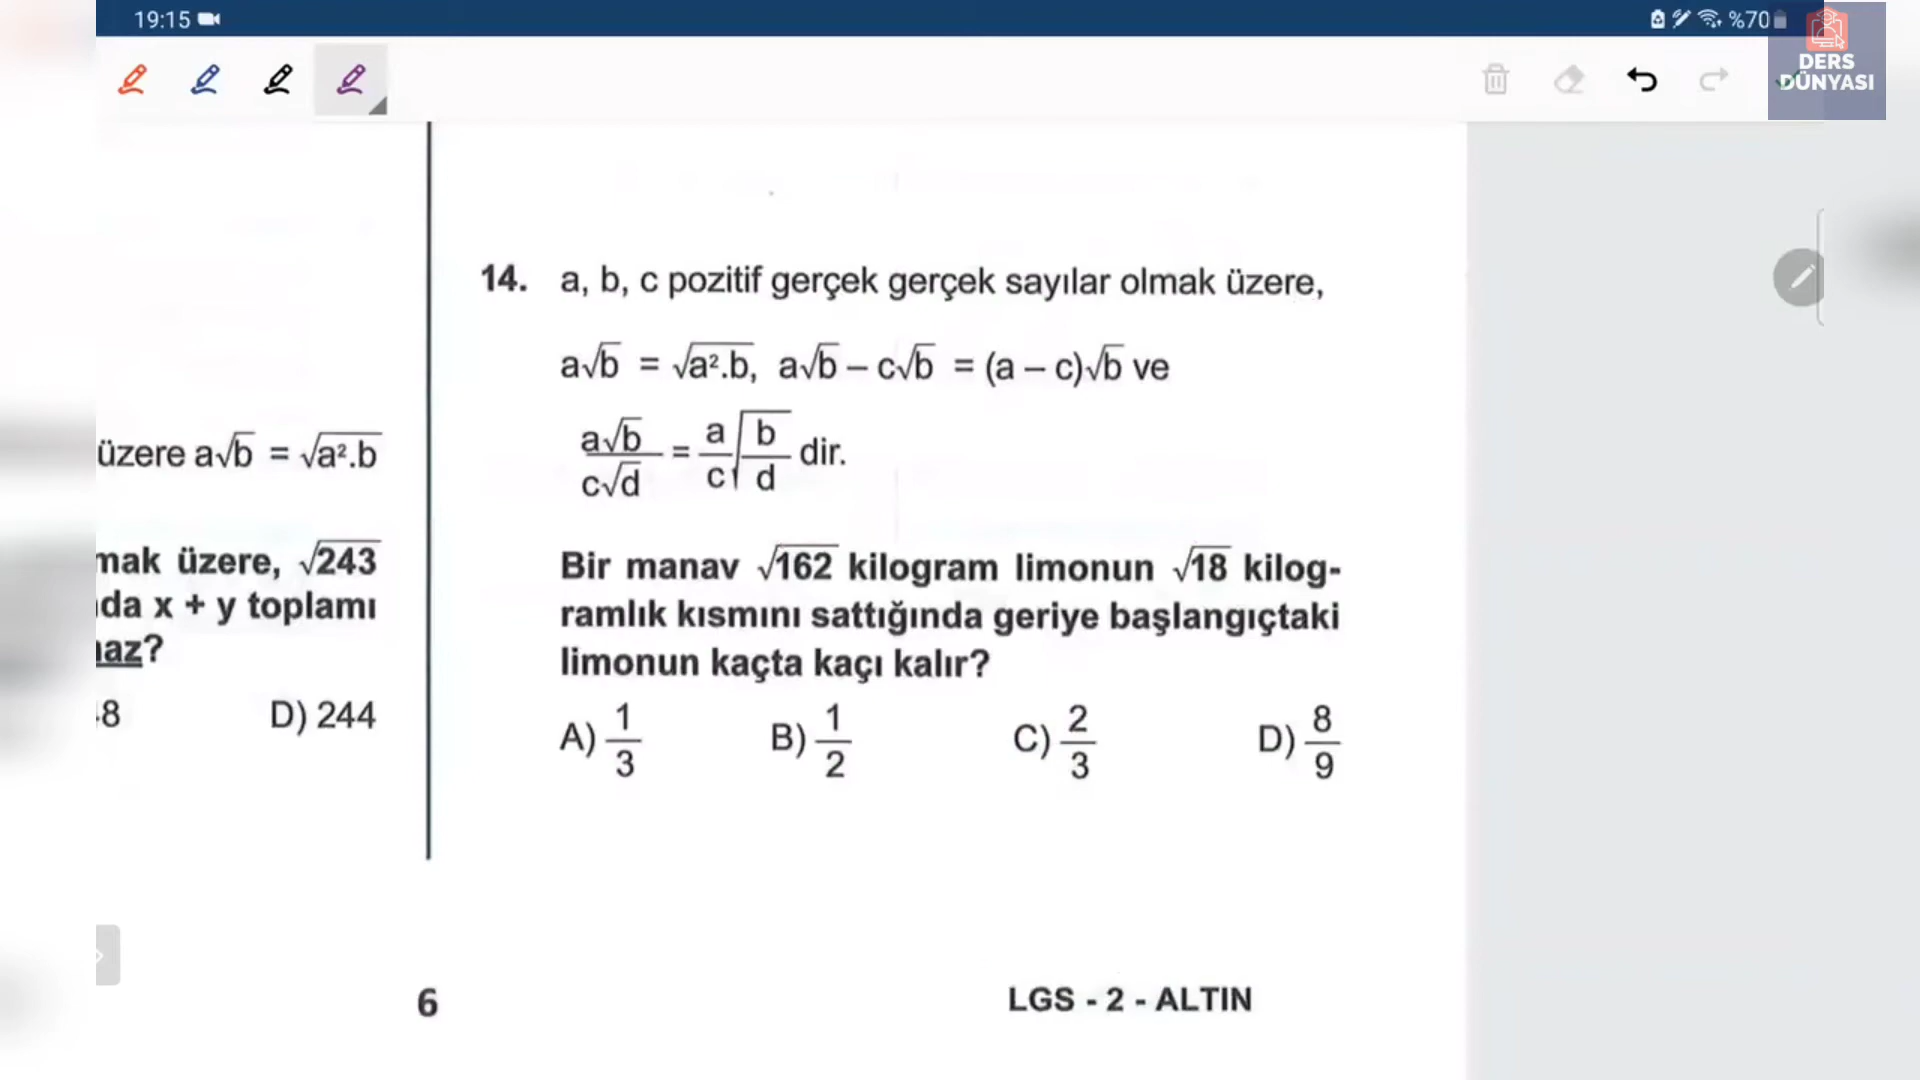 19:15
%70
DERS
DÜNYASI
üzere a√b = √a².b
mak üzere, √243
da x + y toplamı
az?
8
D) 244
14. a, b, c pozitif gerçek gerçek sayılar olmak üzere,
a√b = √a².b, a√b – c√b = (a – c)√b ve
a√b/c√d = a/c √b/d dir.
Bir manav √162 kilogram limonun √18 kilog-
ramlık kısmını sattığında geriye başlangıçtaki
limonun kaçta kaçı kalır?
A) 1/3 B) 1/2 C) 2/3 D) 8/9
6
LGS - 2 - ALTIN